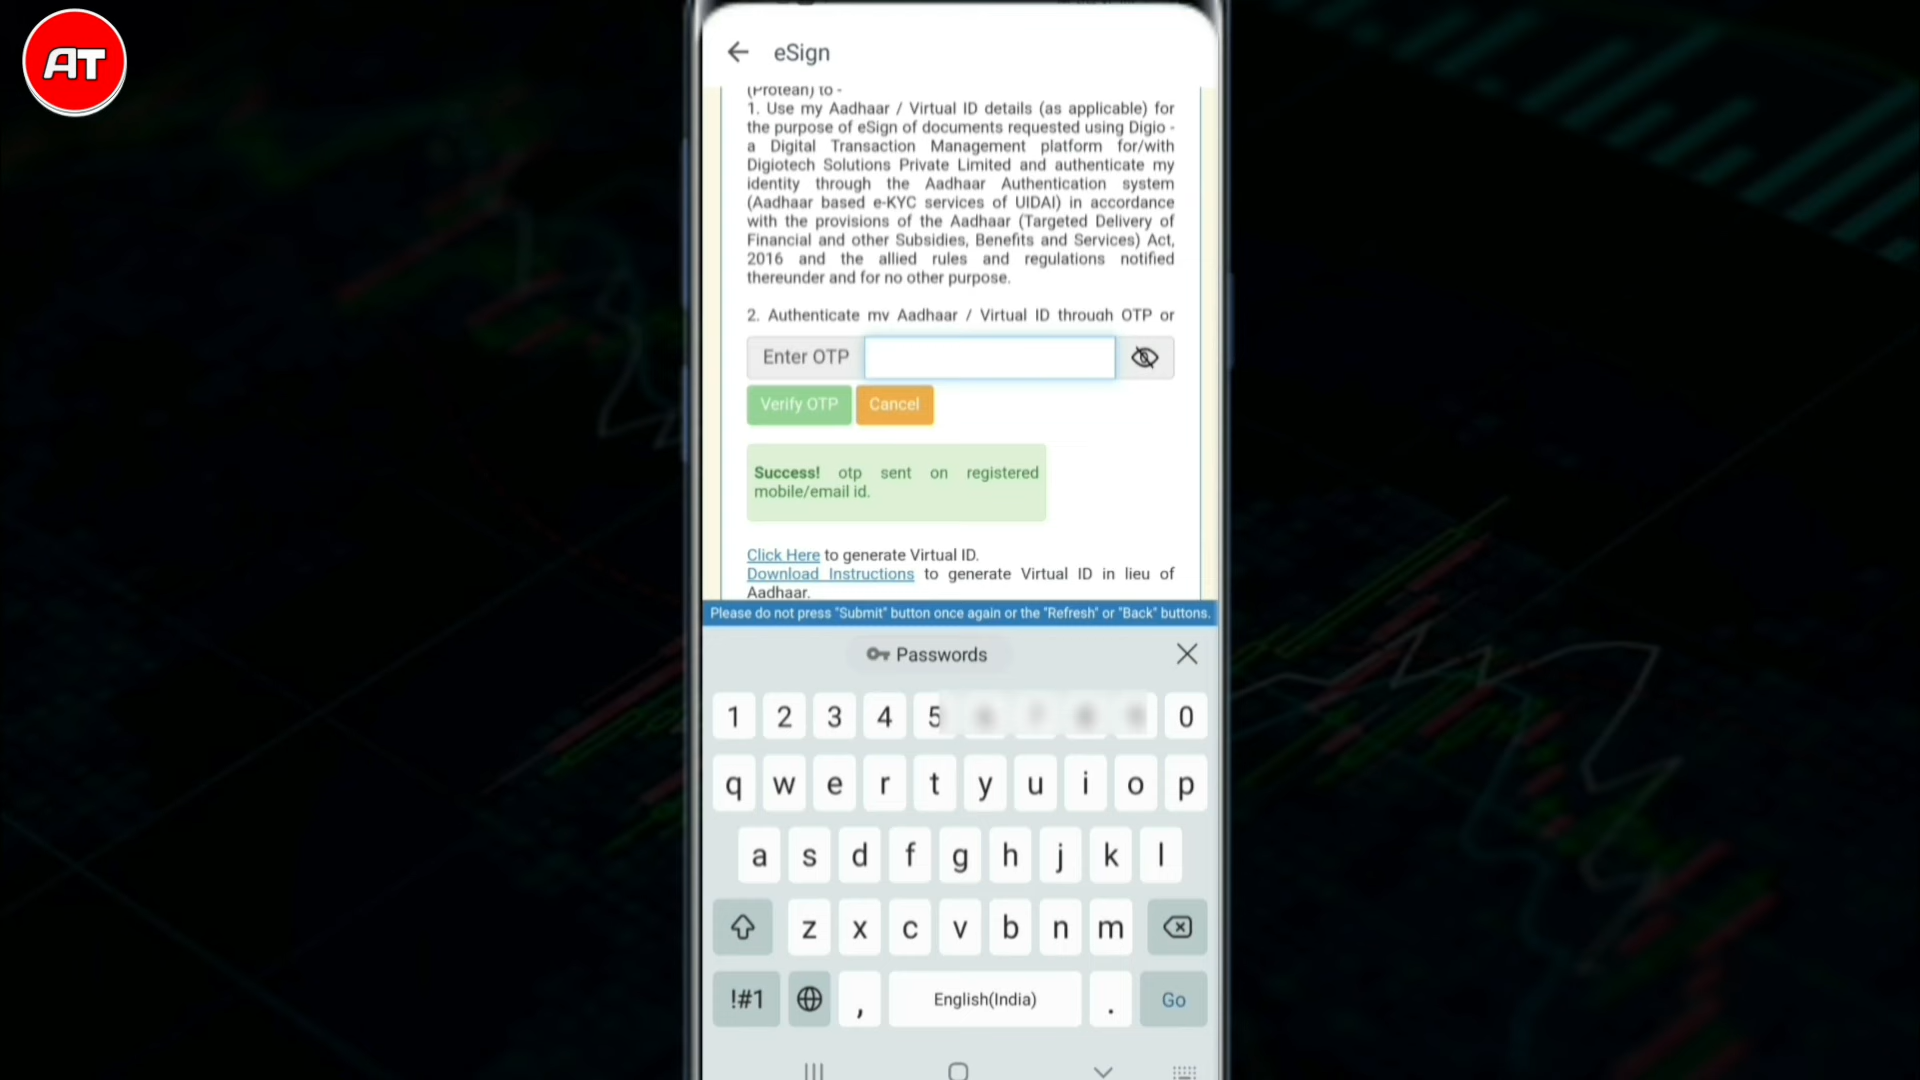 AT
eSign
(Protean) to -
1. Use my Aadhaar / Virtual ID details (as applicable) for
the purpose of eSign of documents requested using Digio -
a Digital Transaction Management platform for/with
Digiotech Solutions Private Limited and authenticate my
identity through the Aadhaar Authentication system
(Aadhaar based e-KYC services of UIDAI) in accordance
with the provisions of the Aadhaar (Targeted Delivery of
Financial and other Subsidies, Benefits and Services) Act,
2016 and the allied rules and regulations notified
thereunder and for no other purpose.
2. Authenticate my Aadhaar / Virtual ID through OTP or
Enter OTP
Verify OTP Cancel
Success! otp sent on registered
mobile/email id.
Click Here to generate Virtual ID.
Download Instructions to generate Virtual ID in lieu of
Aadhaar.
Please do not press "Submit" button once again or the "Refresh" or "Back" buttons.
Passwords
1 2 3 4 5 0
q w e r t y u i o p
a s d f g h j k l
z x c v b n m
!#1 , English(India) . Go